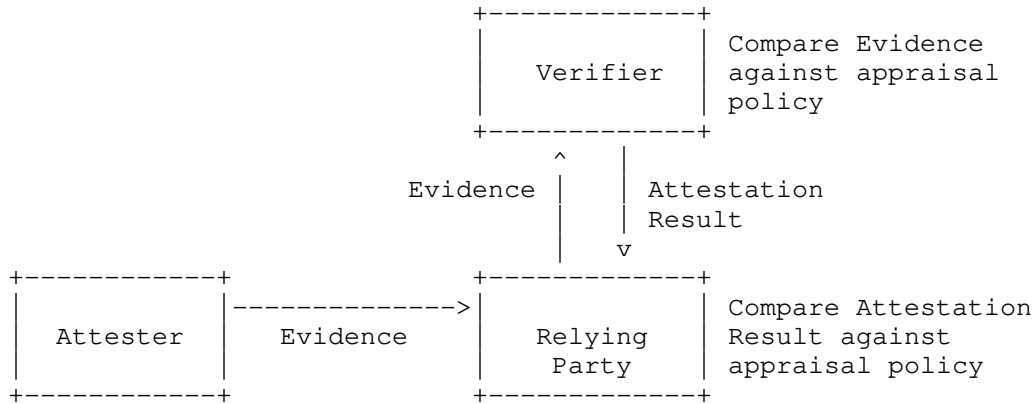 Compare Evidence
Verifier against appraisal
policy
Evidence Attestation
Result
Compare Attestation
Attester Evidence Relying Result against
Party appraisal policy